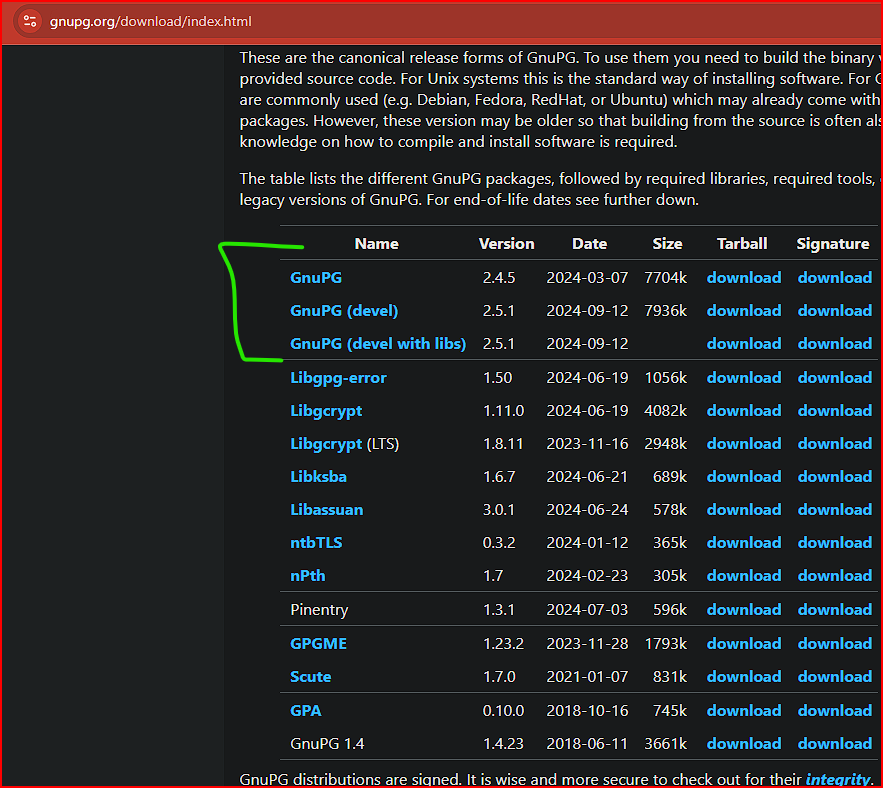 gnupg.org/download/index.html
These are the canonical release forms of GnuPG. To use them you need to build the binary
provided source code. For Unix systems this is the standard way of installing software. For
are commonly used (e.g. Debian, Fedora, RedHat, or Ubuntu) which may already come with
packages. However, these version may be older so that building from the source is often
knowledge on how to compile and install software is required.
The table lists the different GnuPG packages, followed by required libraries, required tools,
legacy versions of GnuPG. For end-of-life dates see further down.
Name Version Date Size Tarball Signature
GnuPG 2.4.5 2024-03-07 7704k download download
GnuPG (devel) 2.5.1 2024-09-12 7936k download download
GnuPG (devel with libs) 2.5.1 2024-09-12 download download
Libgpg-error 1.50 2024-06-19 1056k download download
Libgcrypt 1.11.0 2024-06-19 4082k download download
Libgcrypt (LTS) 1.8.11 2023-11-16 2948k download download
Libksba 1.6.7 2024-06-21 689k download download
Libassuan 3.0.1 2024-06-24 578k download download
ntbTLS 0.3.2 2024-01-12 365k download download
nPth 1.7 2024-02-23 305k download download
Pinentry 1.3.1 2024-07-03 596k download download
GPGME 1.23.2 2023-11-28 1793k download download
Scute 1.7.0 2021-01-07 831k download download
GPA 0.10.0 2018-10-16 745k download download
GnuPG 1.4 1.4.23 2018-06-11 3661k download download
GnuPG distributions are signed. It is wise and more secure to check out for their integrity.